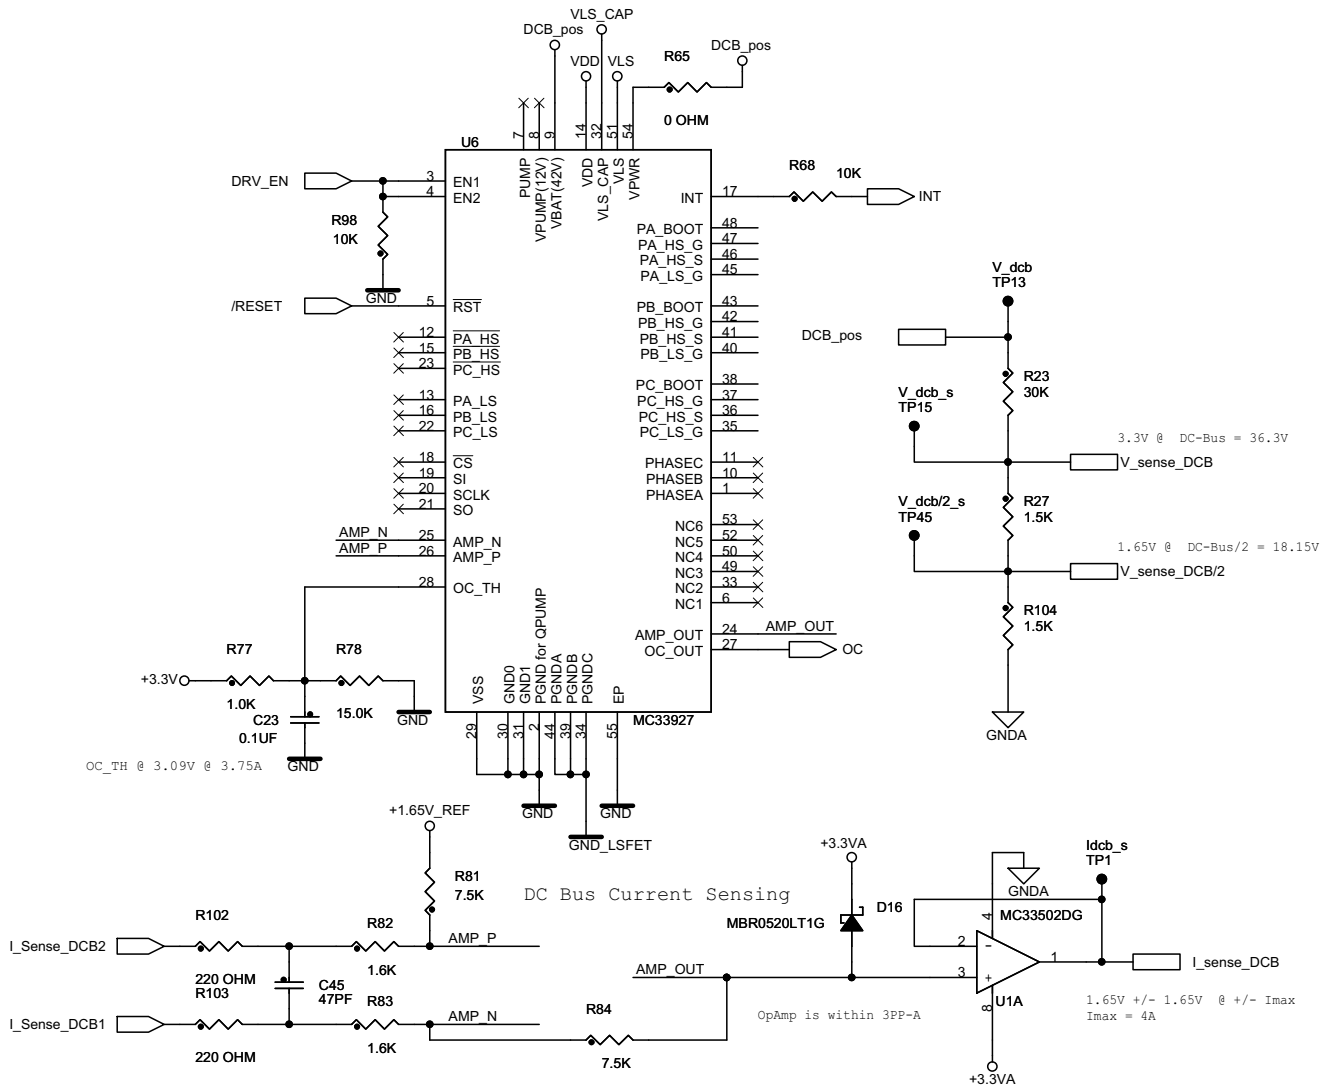 VLS_CAP
DCB_pos
VDD
VLS
R65
DCB_pos
0 OHM
7
8
9
14
32
51
54
U6
PUMP
VPUMP(12V)
VBAT(42V)
VDD
VLS_CAP
VLS
VPWR
DRV_EN
3
EN1
4
EN2
R98
10K
GND
/RESET
5
RST
12
PA_HS
15
PB_HS
23
PC_HS
13
PA_LS
16
PB_LS
22
PC_LS
18
CS
19
SI
20
SCLK
21
SO
AMP_N
25
AMP_N
AMP_P
26
AMP_P
28
OC_TH
INT
17
R68
10K
INT
PA_BOOT
48
PA_HS_G
47
PA_HS_S
46
PA_LS_G
45
PB_BOOT
43
PB_HS_G
42
PB_HS_S
41
PB_LS_G
40
PC_BOOT
38
PC_HS_G
37
PC_HS_S
36
PC_LS_G
35
PHASEC
11
PHASEB
10
PHASEA
1
NC6
53
NC5
52
NC4
50
NC3
49
NC2
33
NC1
6
AMP_OUT
24
AMP_OUT
OC_OUT
27
OC
VSS
GND0
GND1
PGND for QPUMP
PGNDA
PGNDB
PGNDC
EP
MC33927
29
30
31
2
44
39
34
55
GND
GND
GND_LSFET
R77
R78
+3.3V
1.0K
15.0K
C23
0.1UF
GND
GND
OC_TH @ 3.09V @ 3.75A
V_dcb
TP13
DCB_pos
R23
30K
V_dcb_s
TP15
3.3V @  DC-Bus = 36.3V
V_sense_DCB
V_dcb/2_s
TP45
R27
1.5K
1.65V @  DC-Bus/2 = 18.15V
V_sense_DCB/2
R104
1.5K
GNDA
+1.65V_REF
R81
7.5K
DC Bus Current Sensing
R102
R82
I_Sense_DCB2
AMP_P
220 OHM
1.6K
C45
47PF
R103
R83
I_Sense_DCB1
AMP_N
220 OHM
1.6K
R84
7.5K
AMP_OUT
+3.3VA
D16
MBR0520LT1G
OpAmp is within 3PP-A
Idcb_s
TP1
GNDA
MC33502DG
4
2
-
3
+
1
8
U1A
I_sense_DCB
1.65V +/- 1.65V  @ +/- Imax
Imax = 4A
+3.3VA